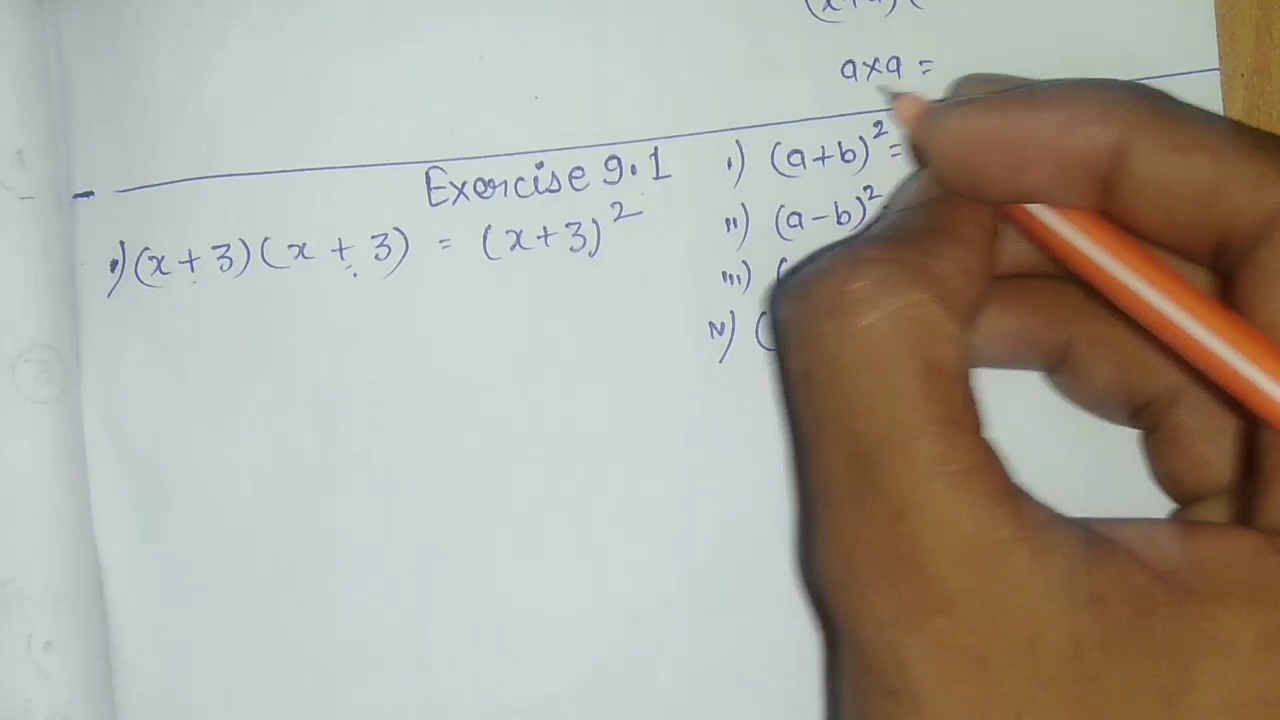 a×a =
Exercise 9.1
i) (x+3)(x+3) = (x+3)²
i) (a+b)² =
ii) (a-b)²
iii) (
iv) (